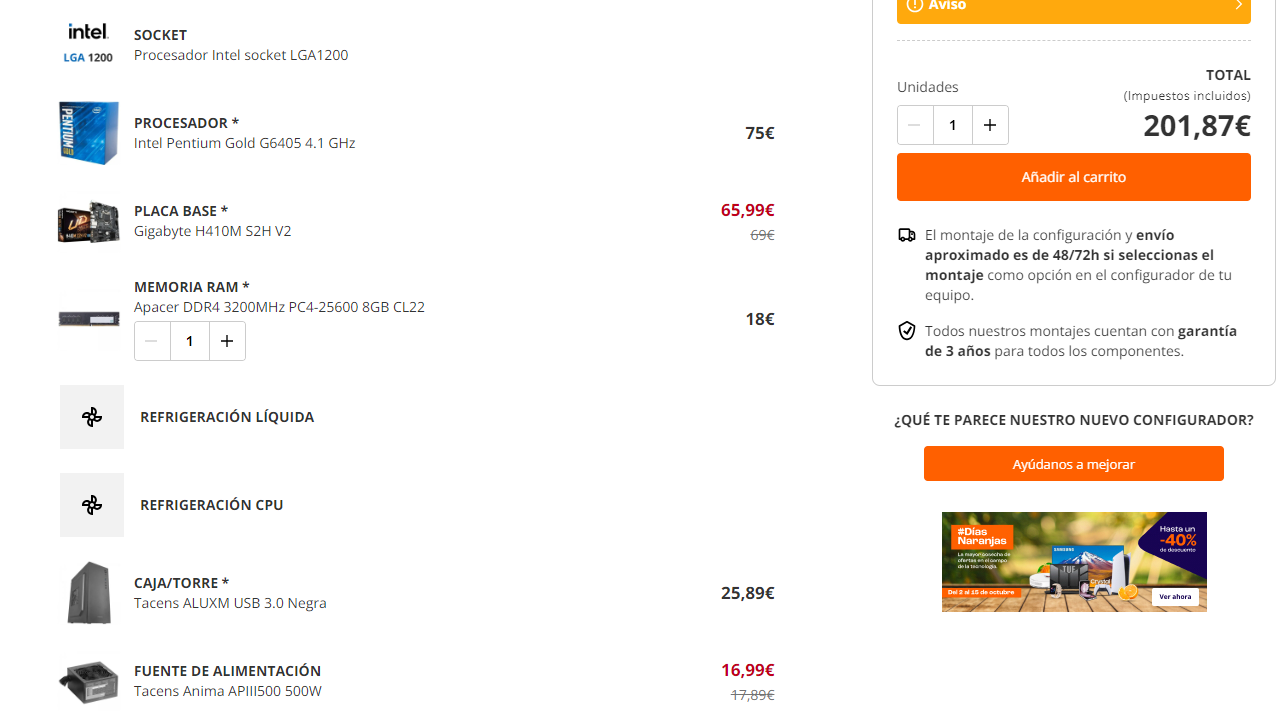 intel.
LGA 1200
SOCKET
Procesador Intel socket LGA1200
PENTIUM
GOLD
PROCESADOR *
Intel Pentium Gold G6405 4.1 GHz
75€
PLACA BASE *
Gigabyte H410M S2H V2
65,99€
69€
MEMORIA RAM *
Apacer DDR4 3200MHz PC4-25600 8GB CL22
1
18€
REFRIGERACIÓN LÍQUIDA
REFRIGERACIÓN CPU
CAJA/TORRE *
Tacens ALUXM USB 3.0 Negra
25,89€
FUENTE DE ALIMENTACIÓN
Tacens Anima APIII500 500W
16,99€
17,89€
Aviso
TOTAL
Unidades
(Impuestos incluidos)
1
201,87€
Añadir al carrito
El montaje de la configuración y envío
aproximado es de 48/72h si seleccionas el
montaje como opción en el configurador de tu
equipo.
Todos nuestros montajes cuentan con garantía
de 3 años para todos los componentes.
¿QUÉ TE PARECE NUESTRO NUEVO CONFIGURADOR?
Ayúdanos a mejorar
#Días
Naranjas
La mayor cosecha de
ofertas en el campo
de la tecnología.
Del 2 al 15 de octubre
SAMSUNG
TUF
Crystal
Hasta un
-40%
de descuento
Ver ahora